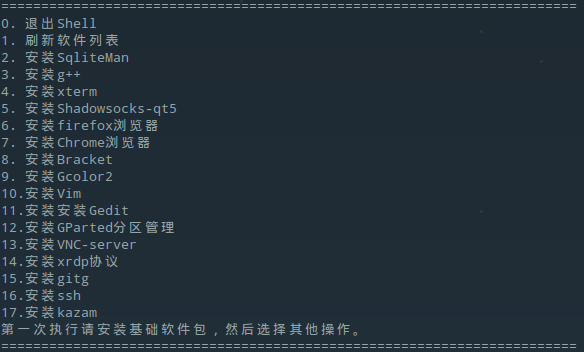 ========================================================================
0. 退出Shell
1. 刷新软件列表
2. 安装SqliteMan
3. 安装g++
4. 安装xterm
5. 安装Shadowsocks-qt5
6. 安装firefox浏览器
7. 安装Chrome浏览器
8. 安装Bracket
9. 安装Gcolor2
10.安装Vim
11.安装安装Gedit
12.安装GParted分区管理
13.安装VNC-server
14.安装xrdp协议
15.安装gitg
16.安装ssh
17.安装kazam
第一次执行请安装基础软件包，然后选择其他操作。
========================================================================